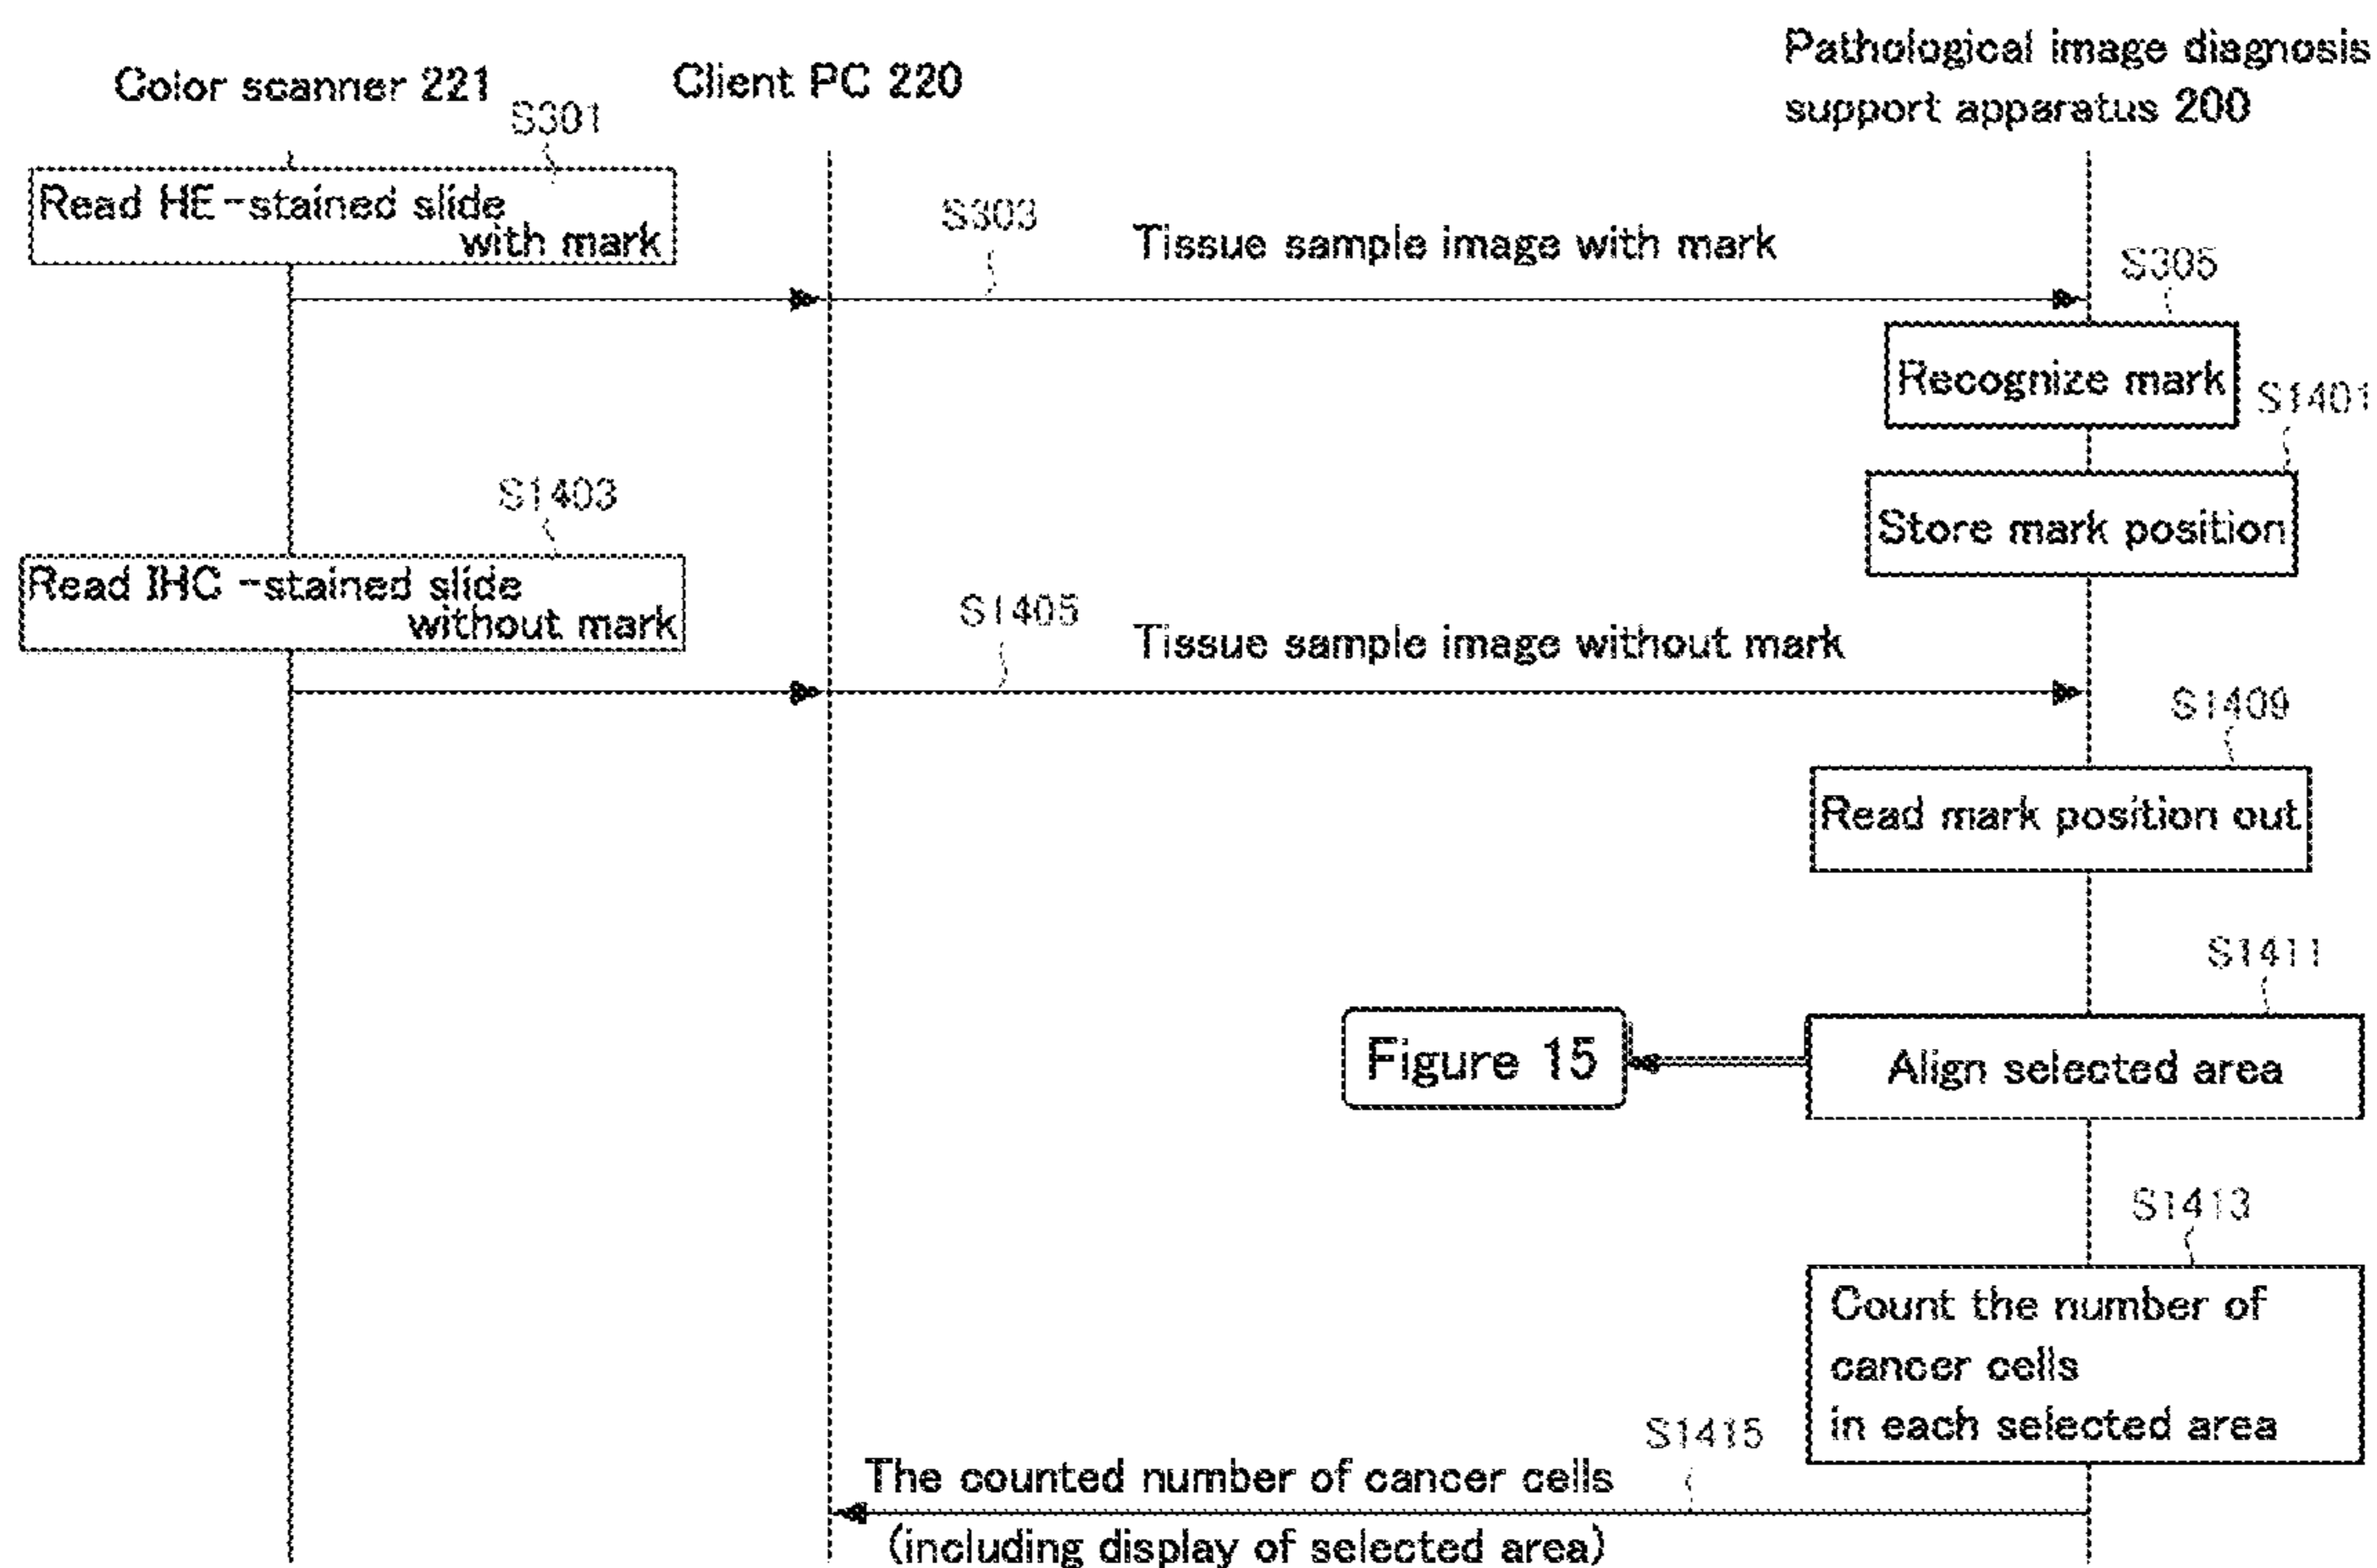 Color scanner 221
Client PC 220
Pathological image diagnosis
support apparatus 200
S301
Read HE-stained slide
with mark
S303
Tissue sample image with mark
S305
Recognize mark
S1401
Store mark position
S1403
Read IHC -stained slide
without mark
S1405
Tissue sample image without mark
S1409
Read mark position out
S1411
Figure 15
Align selected area
S1413
Count the number of
cancer cells
in each selected area
S1415
The counted number of cancer cells
(including display of selected area)